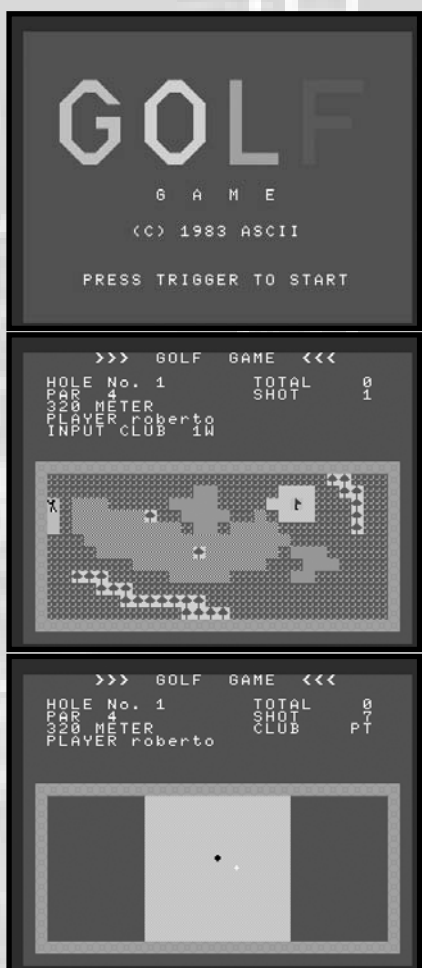 GOLF
G A M E
(C) 1983 ASCII
PRESS TRIGGER TO START
>>> GOLF GAME <<<
HOLE No. 1 TOTAL 0
PAR 4 SHOT 1
320 METER
PLAYER roberto
INPUT CLUB 1W
>>> GOLF GAME <<<
HOLE No. 1 TOTAL 0
PAR 4 SHOT 7
320 METER CLUB PT
PLAYER roberto